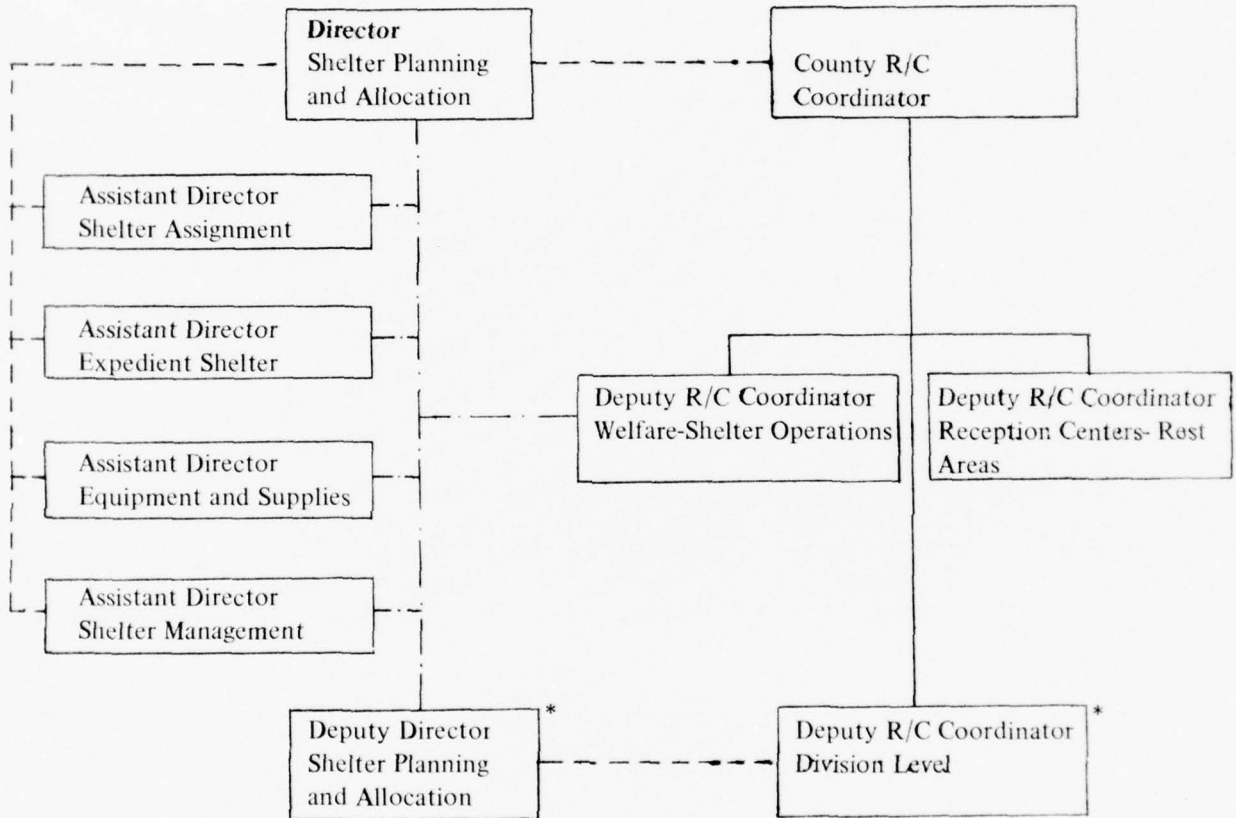 Director
Shelter Planning
and Allocation
County R/C
Coordinator
Assistant Director
Shelter Assignment
Assistant Director
Expedient Shelter
Deputy R/C Coordinator
Welfare-Shelter Operations
Deputy R/C Coordinator
Reception Centers- Rest
Areas
Assistant Director
Equipment and Supplies
Assistant Director
Shelter Management
Deputy Director *
Shelter Planning
and Allocation
Deputy R/C Coordinator *
Division Level